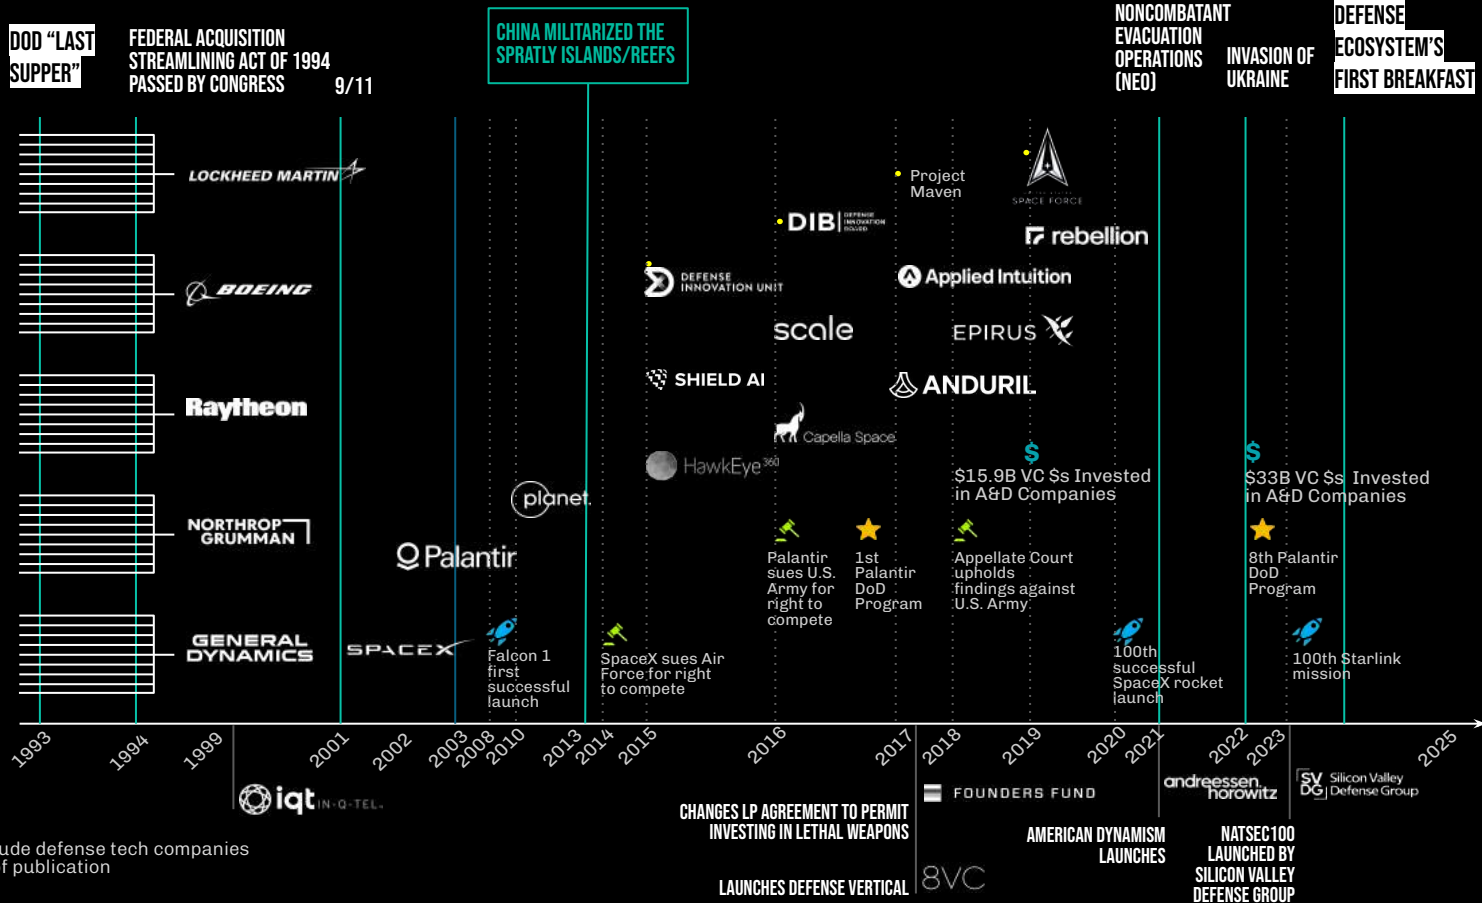 DOD “LAST
SUPPER”
FEDERAL ACQUISITION
STREAMLINING ACT OF 1994
PASSED BY CONGRESS
9/11
CHINA MILITARIZED THE
SPRATLY ISLANDS/REEFS
NONCOMBATANT
EVACUATION
OPERATIONS
(NEO)
INVASION OF
UKRAINE
DEFENSE
ECOSYSTEM’S
FIRST BREAKFAST
LOCKHEED MARTIN
BOEING
Raytheon
NORTHROP
GRUMMAN
GENERAL
DYNAMICS
Palantir
SPACEX
planet.
DEFENSE
INNOVATION UNIT
SHIELD AI
HawkEye 360
DIB
DEFENSE
INNOVATION
BOARD
scale
Capella Space
Project
Maven
Applied Intuition
ANDURIL
SPACE FORCE
rebellion
EPIRUS
$
$15.9B VC $s Invested
in A&D Companies
$
$33B VC $s Invested
in A&D Companies
Palantir
sues U.S.
Army for
right to
compete
1st
Palantir
DoD
Program
Appellate Court
upholds
findings against
U.S. Army
8th Palantir
DoD
Program
Falcon 1
first
successful
launch
SpaceX sues Air
Force for right
to compete
100th
successful
SpaceX rocket
launch
100th Starlink
mission
1993
1994
1999
2001
2002
2003
2008
2010
2013
2014
2015
2016
2017
2018
2019
2020
2021
2022
2023
2025
iqt IN-Q-TEL
CHANGES LP AGREEMENT TO PERMIT
INVESTING IN LETHAL WEAPONS
FOUNDERS FUND
LAUNCHES DEFENSE VERTICAL
8VC
andreessen.
horowitz
AMERICAN DYNAMISM
LAUNCHES
SV
DG
Silicon Valley
Defense Group
NATSEC100
LAUNCHED BY
SILICON VALLEY
DEFENSE GROUP
ude defense tech companies
f publication